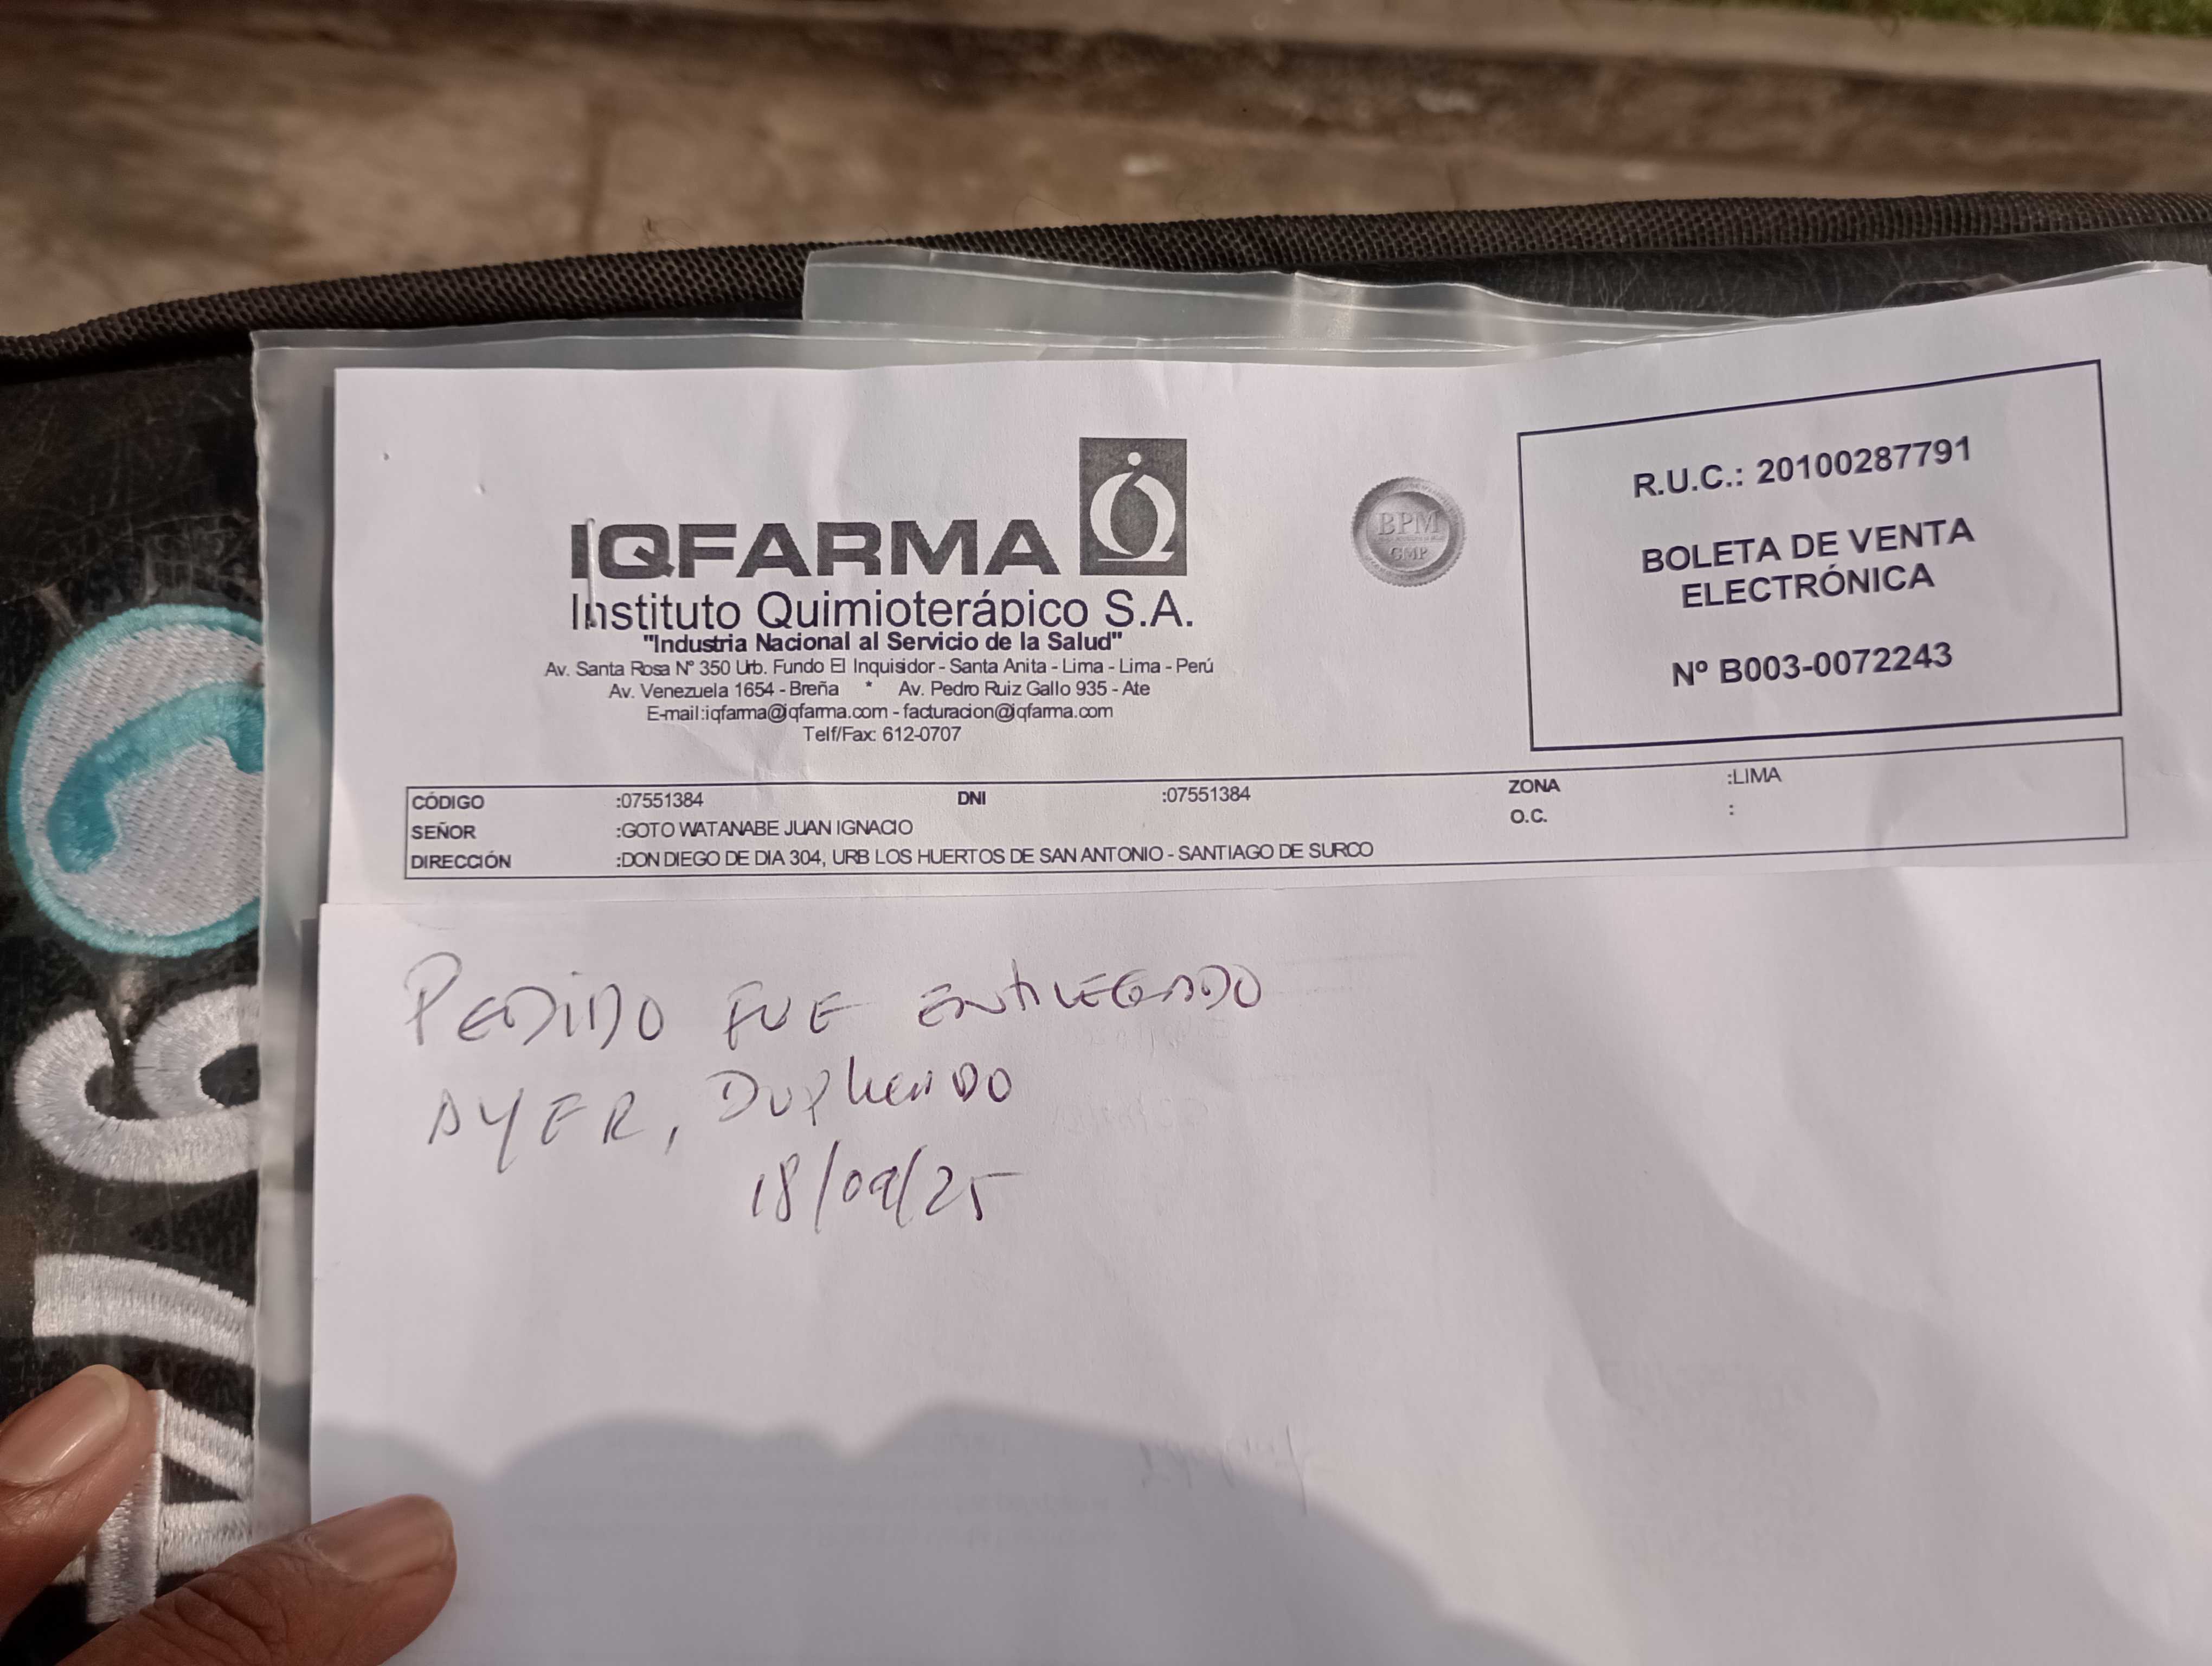 IQFARMA
Instituto Quimioterápico S.A.
"Industria Nacional al Servicio de la Salud"
Av. Santa Rosa Nº 350 Urb. Fundo El Inquisidor - Santa Anita - Lima - Lima - Perú
Av. Venezuela 1654 - Breña * Av. Pedro Ruiz Gallo 935 - Ate
E-mail:iqfarma@iqfarma.com - facturacion@iqfarma.com
Telf/Fax: 612-0707
BPM
GMP
R.U.C.: 20100287791
BOLETA DE VENTA
ELECTRÓNICA
Nº B003-0072243
CÓDIGO :07551384 DNI :07551384 ZONA :LIMA
SEÑOR :GOTO WATANABE JUAN IGNACIO O.C. :
DIRECCIÓN :DON DIEGO DE DIA 304, URB LOS HUERTOS DE SAN ANTONIO - SANTIAGO DE SURCO
PEDIDO FUE ENTREGADO
AYER,
18/09/25